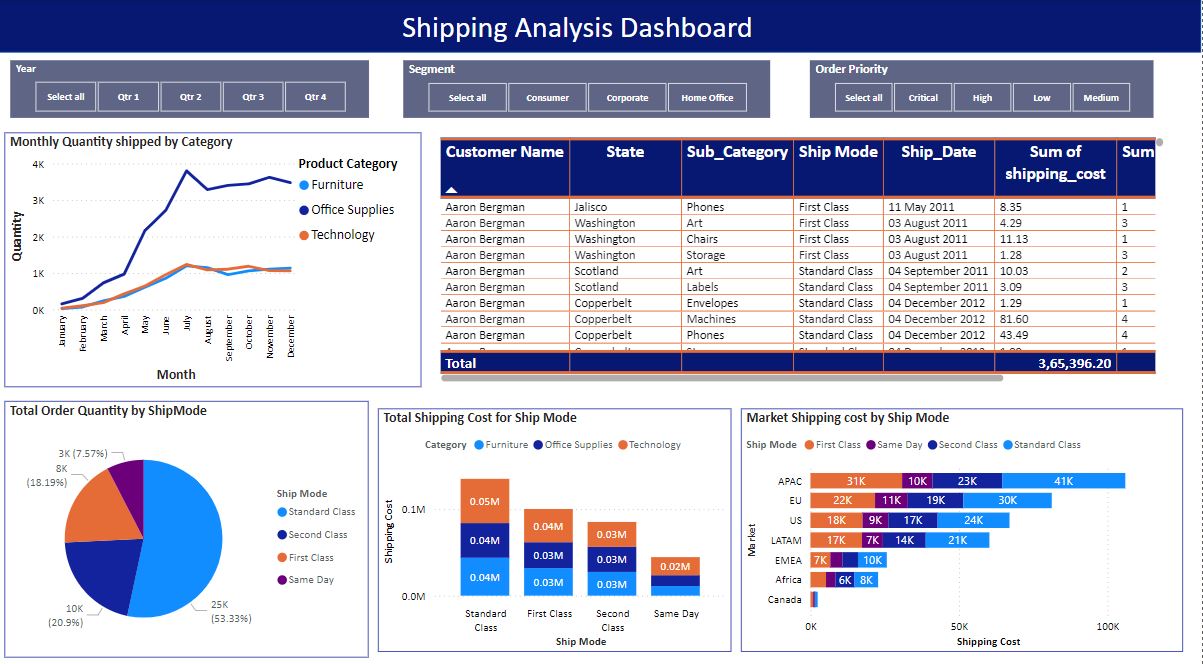 Shipping Analysis Dashboard
Year
Select all Qtr 1 Qtr 2 Qtr 3 Qtr 4
Segment
Select all Consumer Corporate Home Office
Order Priority
Select all Critical High Low Medium
Monthly Quantity shipped by Category
4K
3K
2K
1K
0K
Quantity
January February March April May June July August September October November December
Month
Product Category
Furniture
Office Supplies
Technology
Customer Name State Sub_Category Ship Mode Ship_Date Sum of shipping_cost Sum
Aaron Bergman Jalisco Phones First Class 11 May 2011 8.35 1
Aaron Bergman Washington Art First Class 03 August 2011 4.29 3
Aaron Bergman Washington Chairs First Class 03 August 2011 11.13 1
Aaron Bergman Washington Storage First Class 03 August 2011 1.28 3
Aaron Bergman Scotland Art Standard Class 04 September 2011 10.03 2
Aaron Bergman Scotland Labels Standard Class 04 September 2011 3.09 3
Aaron Bergman Copperbelt Envelopes Standard Class 04 December 2012 1.29 1
Aaron Bergman Copperbelt Machines Standard Class 04 December 2012 81.60 4
Aaron Bergman Copperbelt Phones Standard Class 04 December 2012 43.49 4
Total 3,65,396.20
Total Order Quantity by ShipMode
3K (7.57%)
8K
(18.19%)
10K
(20.9%)
25K
(53.33%)
Ship Mode
Standard Class
Second Class
First Class
Same Day
Total Shipping Cost for Ship Mode
Category Furniture Office Supplies Technology
Shipping Cost
0.1M
0.0M
0.05M 0.04M 0.04M
0.04M 0.03M 0.03M
0.03M 0.03M 0.03M
0.02M
Standard Class First Class Second Class Same Day
Ship Mode
Market Shipping cost by Ship Mode
Ship Mode First Class Same Day Second Class Standard Class
Market
APAC 31K 10K 23K 41K
EU 22K 11K 19K 30K
US 18K 9K 17K 24K
LATAM 17K 7K 14K 21K
EMEA 7K 10K
Africa 6K 8K
Canada
0K 50K 100K
Shipping Cost